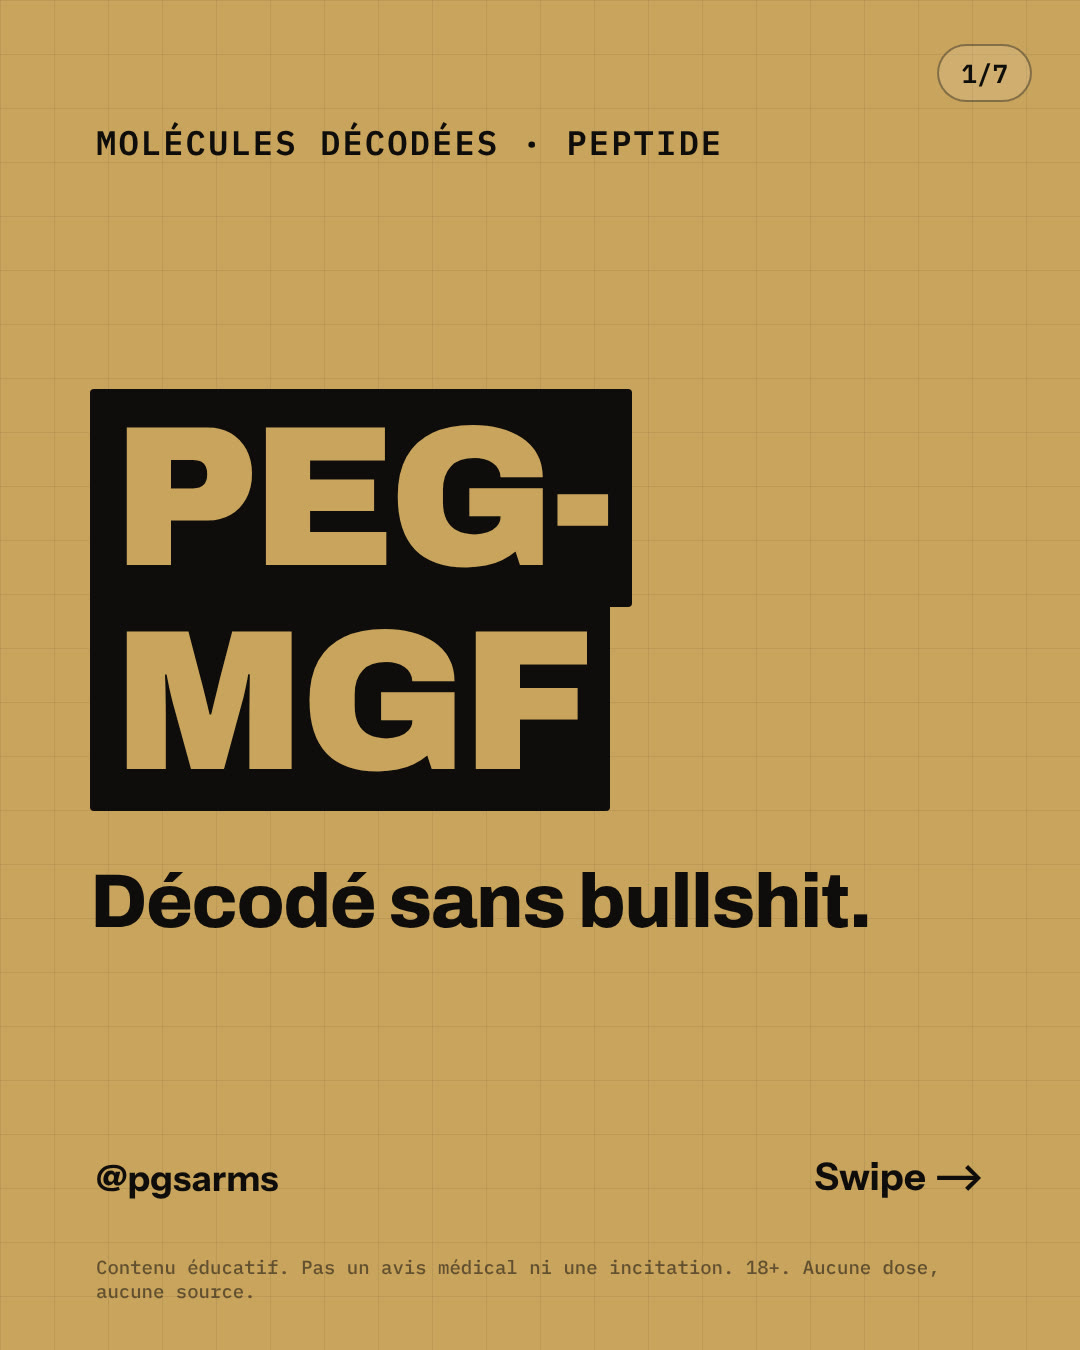 1/7
MOLÉCULES DÉCODÉES · PEPTIDE
PEG-
MGF
Décodé sans bullshit.
@pgsarms
Swipe →
Contenu éducatif. Pas un avis médical ni une incitation. 18+. Aucune dose,
aucune source.